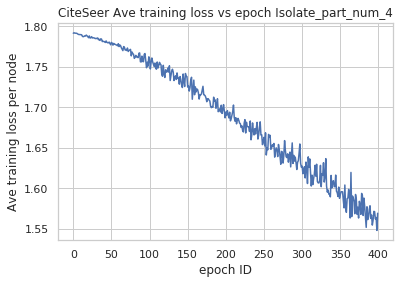 CiteSeer Ave training loss vs epoch Isolate_part_num_4
1.80
1.75
1.70
1.65
1.60
1.55
Ave training loss per node
0 50 100 150 200 250 300 350 400
epoch ID